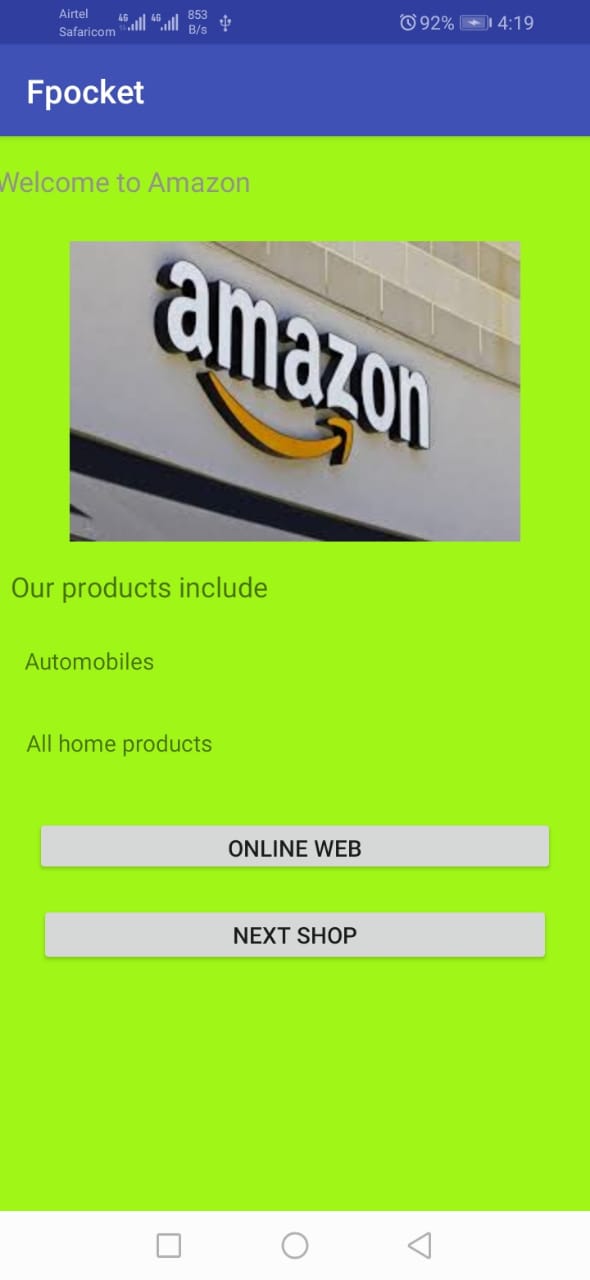 Airtel
Safaricom
4G 4G
853
B/s
92%
4:19
Fpocket
Welcome to Amazon
amazon
Our products include
Automobiles
All home products
ONLINE WEB
NEXT SHOP